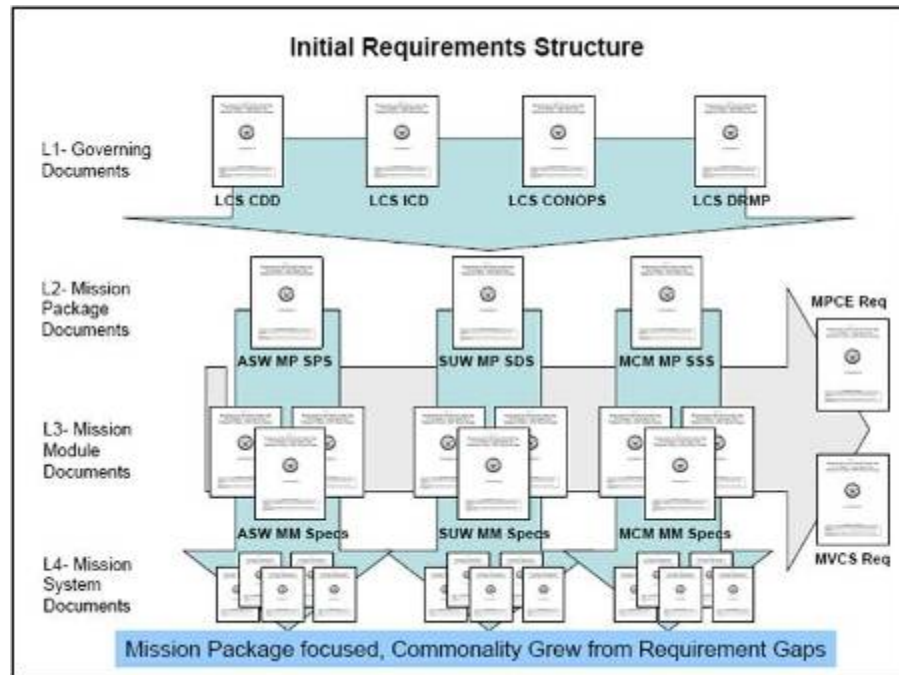 Initial Requirements Structure
L1- Governing
Documents
LCS CDD
LCS ICD
LCS CONOPS
LCS DRMP
L2- Mission
Package
Documents
MPCE Req
ASW MP SPS
SUW MP SDS
MCM MP SSS
L3- Mission
Module
Documents
ASW MM Specs
SUW MM Specs
MCM MM Specs
MVCS Req
L4- Mission
System
Documents
Mission Package focused, Commonality Grew from Requirement Gaps